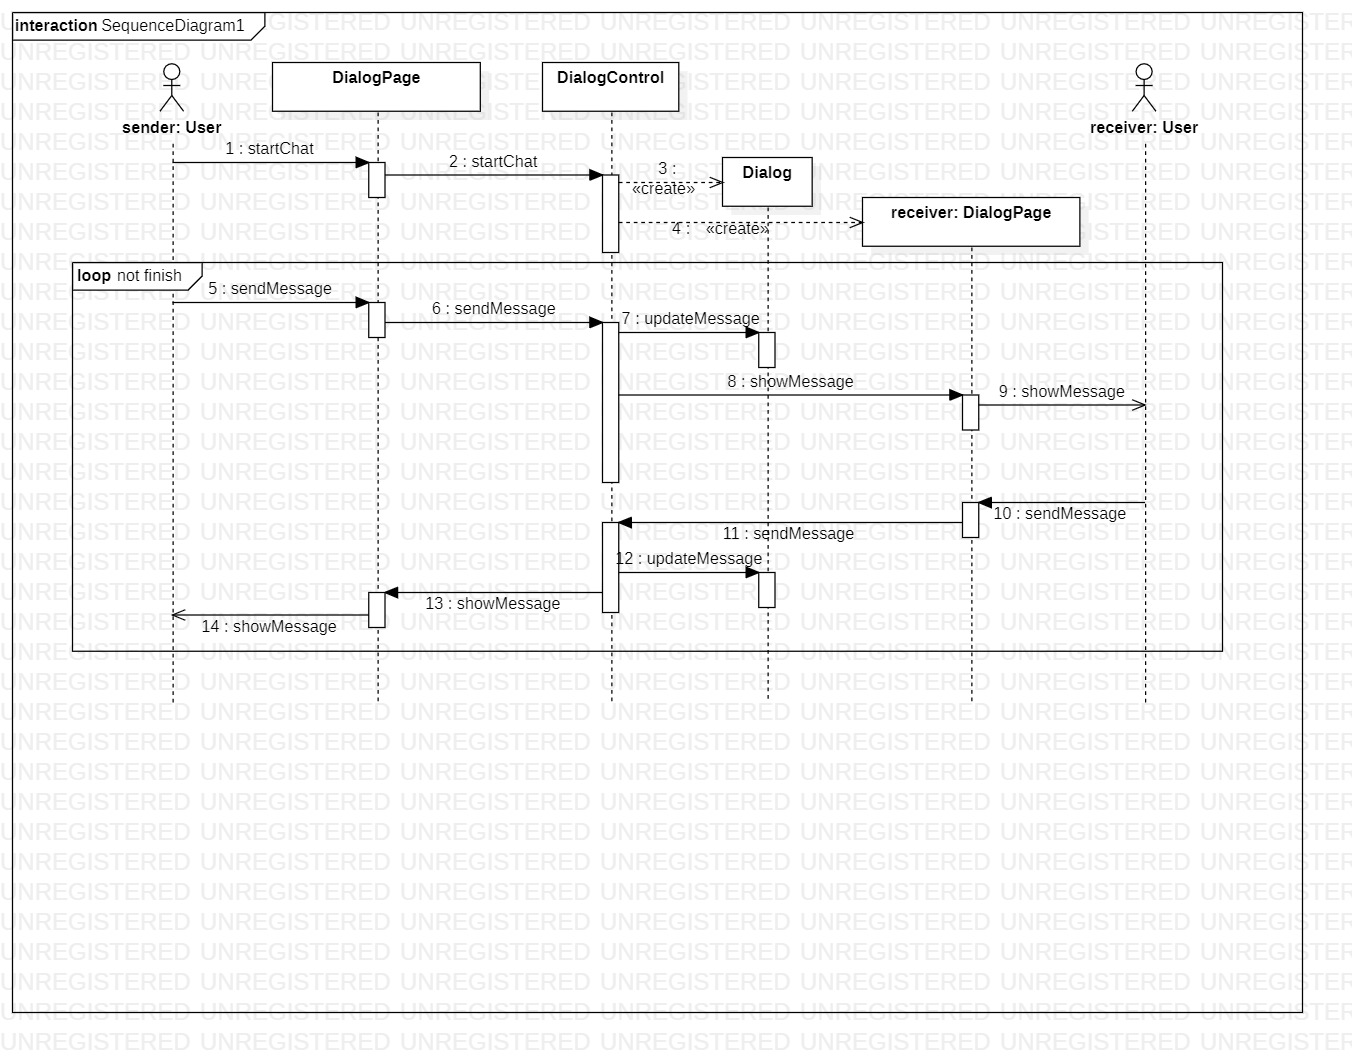 interaction SequenceDiagram1
DialogPage
DialogControl
sender: User
receiver: User
1 : startChat
2 : startChat
3 :
«create»
Dialog
receiver: DialogPage
4 : «create»
loop not finish
5 : sendMessage
6 : sendMessage
7 : updateMessage
8 : showMessage
9 : showMessage
10 : sendMessage
11 : sendMessage
12 : updateMessage
13 : showMessage
14 : showMessage
UNREGISTERED